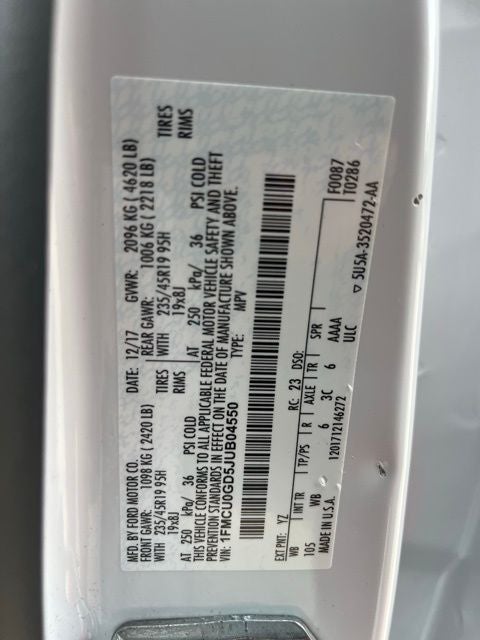 MFD. BY FORD MOTOR CO.
DATE: 12/17 GVWR: 2096 KG ( 4620 LB)
FRONT GAWR: 1098 KG ( 2420 LB) REAR GAWR: 1006 KG ( 2218 LB)
WITH 235/45R19 95H TIRES WITH 235/45R19 95H TIRES
19x8J RIMS 19x8J RIMS
AT 250 kPa/ 36 PSI COLD AT 250 kPa/ 36 PSI COLD
THIS VEHICLE CONFORMS TO ALL APPLICABLE FEDERAL MOTOR VEHICLE SAFETY AND THEFT
PREVENTION STANDARDS IN EFFECT ON THE DATE OF MANUFACTURE SHOWN ABOVE.
VIN: 1FMCU0GD5JUB04550 TYPE: MPV
F0087
T0286
EXT PNT: YZ RC: 23 DSO:
WB INT TR TP/PS R AXLE TR SPR
105 WB 6 3C 6 AAAA
ULC
MADE IN U.S.A. 1201712146272
▽ 5U5A-3520472-AA